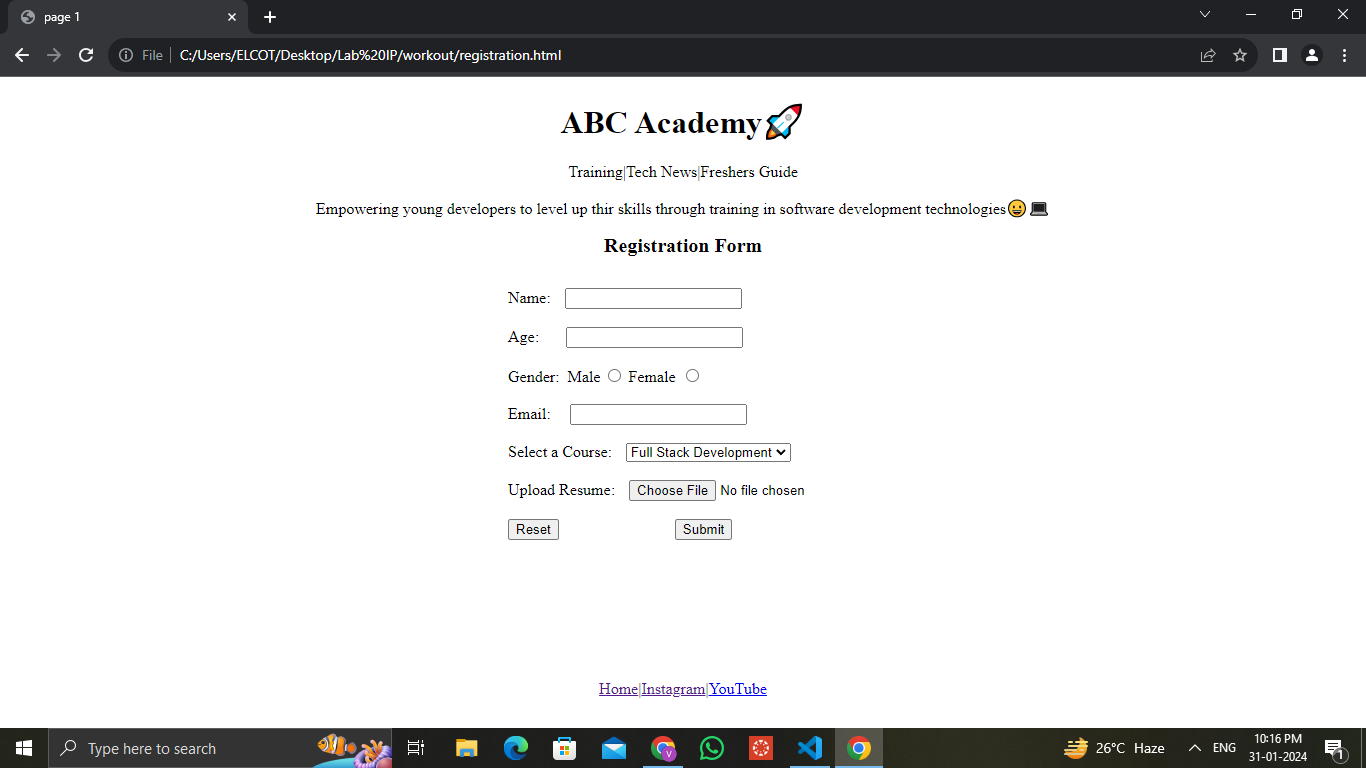 page 1
File C:/Users/ELCOT/Desktop/Lab%20IP/workout/registration.html
ABC Academy🚀
Training|Tech News|Freshers Guide
Empowering young developers to level up thir skills through training in software development technologies😀💻
Registration Form
Name:
Age:
Gender: Male Female
Email:
Select a Course: Full Stack Development
Upload Resume: Choose File No file chosen
Reset Submit
Home|Instagram|YouTube
Type here to search V 26°C Haze ENG 10:16 PM
31-01-2024 1